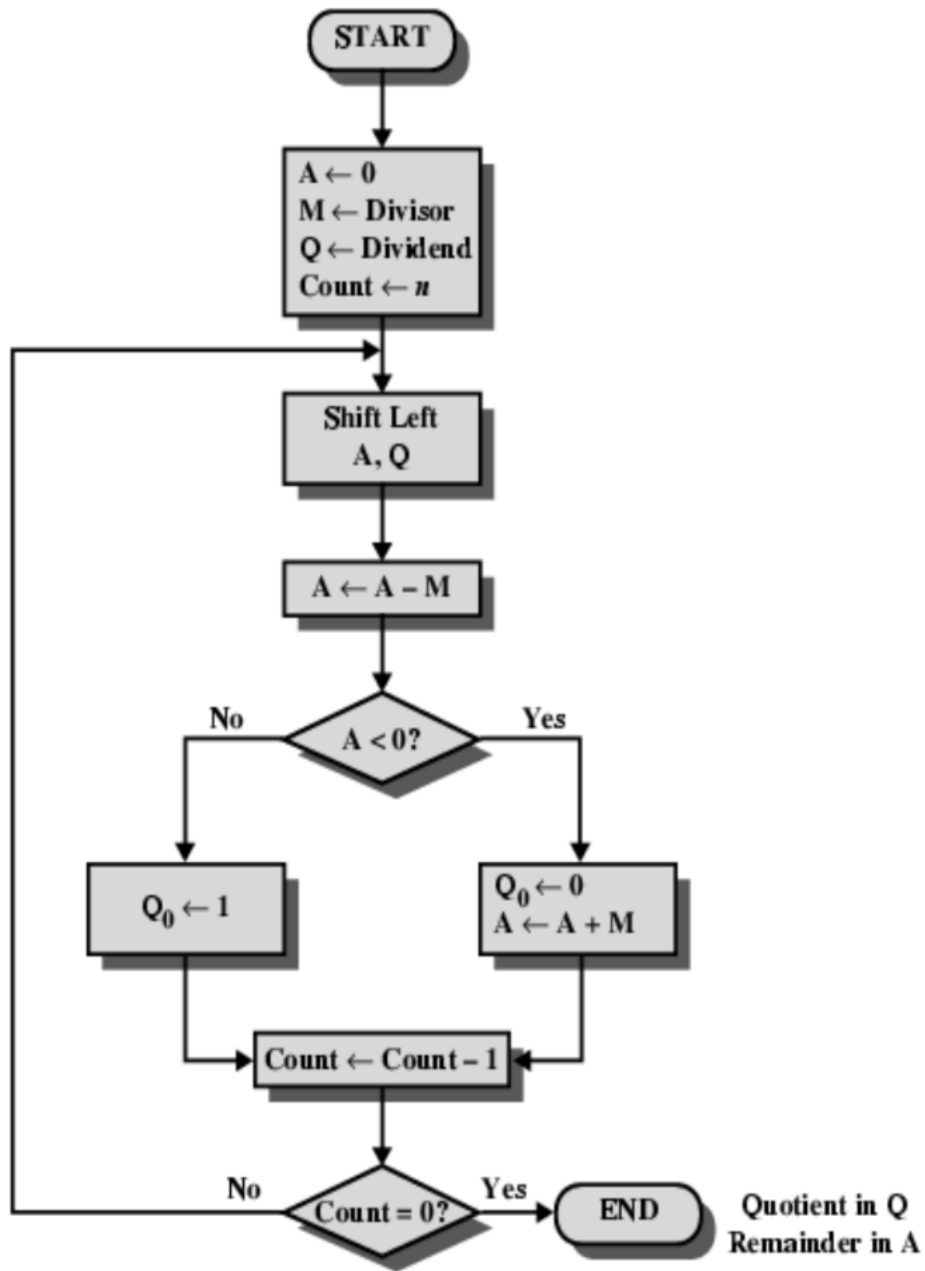 START
A ← 0
M ← Divisor
Q ← Dividend
Count ← n
Shift Left
A, Q
A ← A – M
No
Yes
A < 0?
Q0 ← 1
Q0 ← 0
A ← A + M
Count ← Count – 1
No
Yes
Count = 0?
END
Quotient in Q
Remainder in A